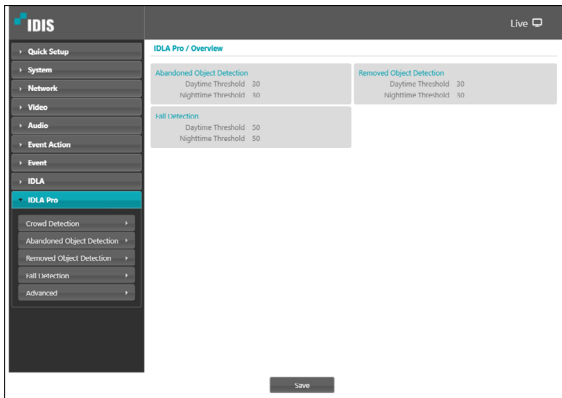 IDIS
Live
Quick Setup
System
Network
Video
Audio
Event Action
Event
IDLA
IDLA Pro
Crowd Detection
Abandoned Object Detection
Removed Object Detection
Fall Detection
Advanced
IDLA Pro / Overview
Abandoned Object Detection
Daytime Threshold 30
Nighttime Threshold 30
Removed Object Detection
Daytime Threshold 30
Nighttime Threshold 30
Fall Detection
Daytime Threshold 50
Nighttime Threshold 50
Save